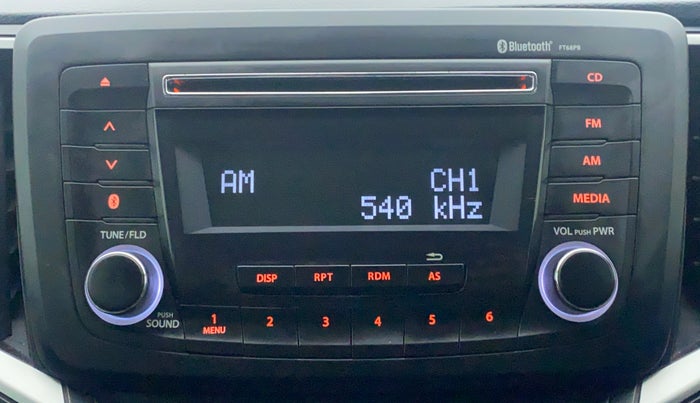 Bluetooth® FT68P8
CD
FM
AM
MEDIA
AM CH1
540 kHz
TUNE/FLD
VOL PUSH PWR
DISP RPT RDM AS
PUSH
SOUND
1 2 3 4 5 6
MENU